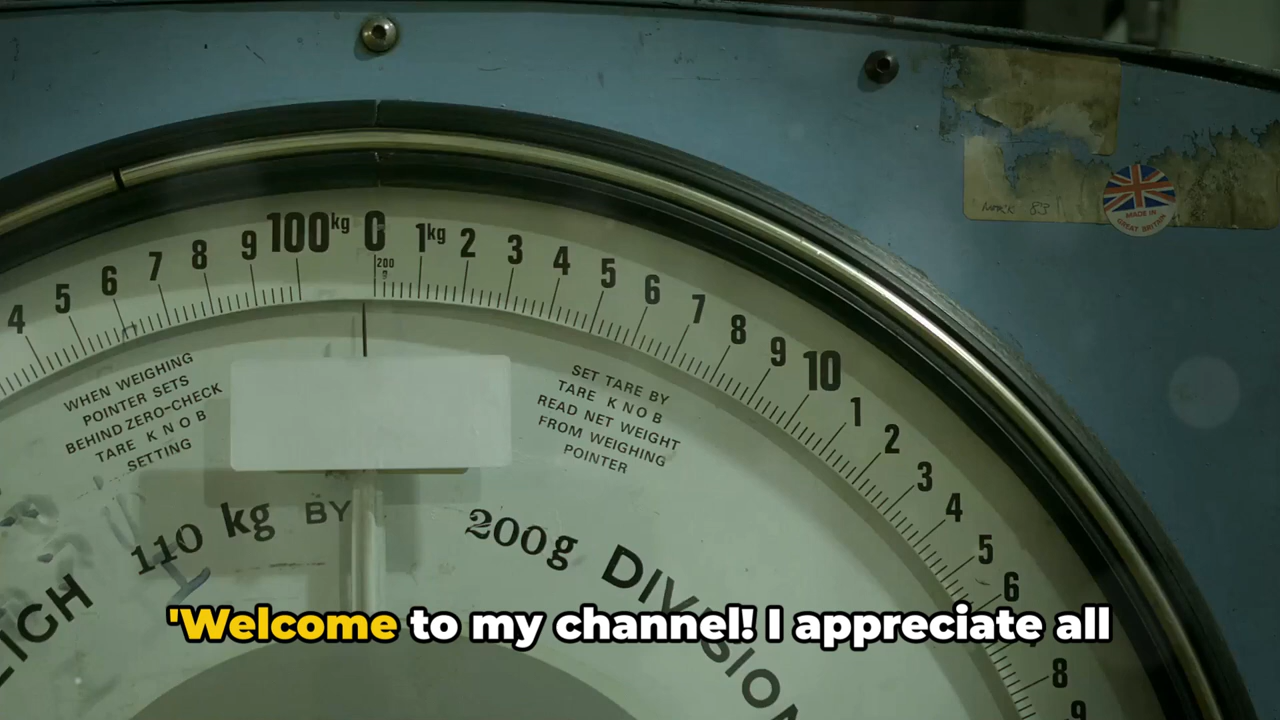 WORK 83
MADE IN
GREAT BRITAIN
4 5 6 7 8 9 100kg 0 1kg 2 3 4 5 6 7 8 9 10 1 2 3 4 5 6 8 9
200
g
WHEN WEIGHING
POINTER SETS
BEHIND ZERO-CHECK
TARE KNOB
SETTING
SET TARE BY
TARE KNOB
READ NET WEIGHT
FROM WEIGHING
POINTER
110 kg BY 200g DIVISION
'Welcome to my channel! I appreciate all